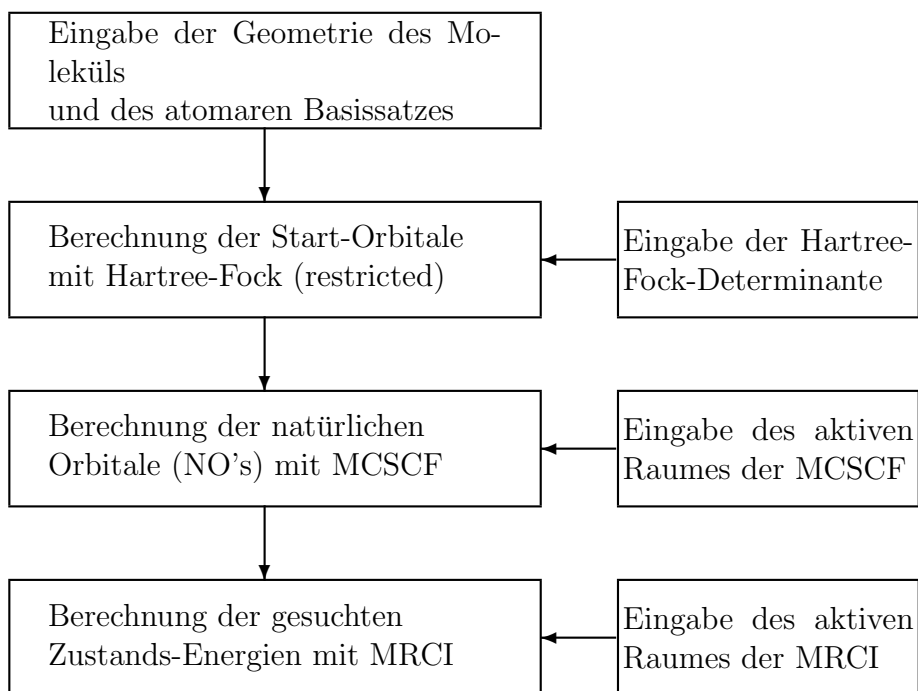 Eingabe der Geometrie des Mo-
leküls
und des atomaren Basissatzes
Berechnung der Start-Orbitale
mit Hartree-Fock (restricted)
Eingabe der Hartree-
Fock-Determinante
Berechnung der natürlichen
Orbitale (NO's) mit MCSCF
Eingabe des aktiven
Raumes der MCSCF
Berechnung der gesuchten
Zustands-Energien mit MRCI
Eingabe des aktiven
Raumes der MRCI